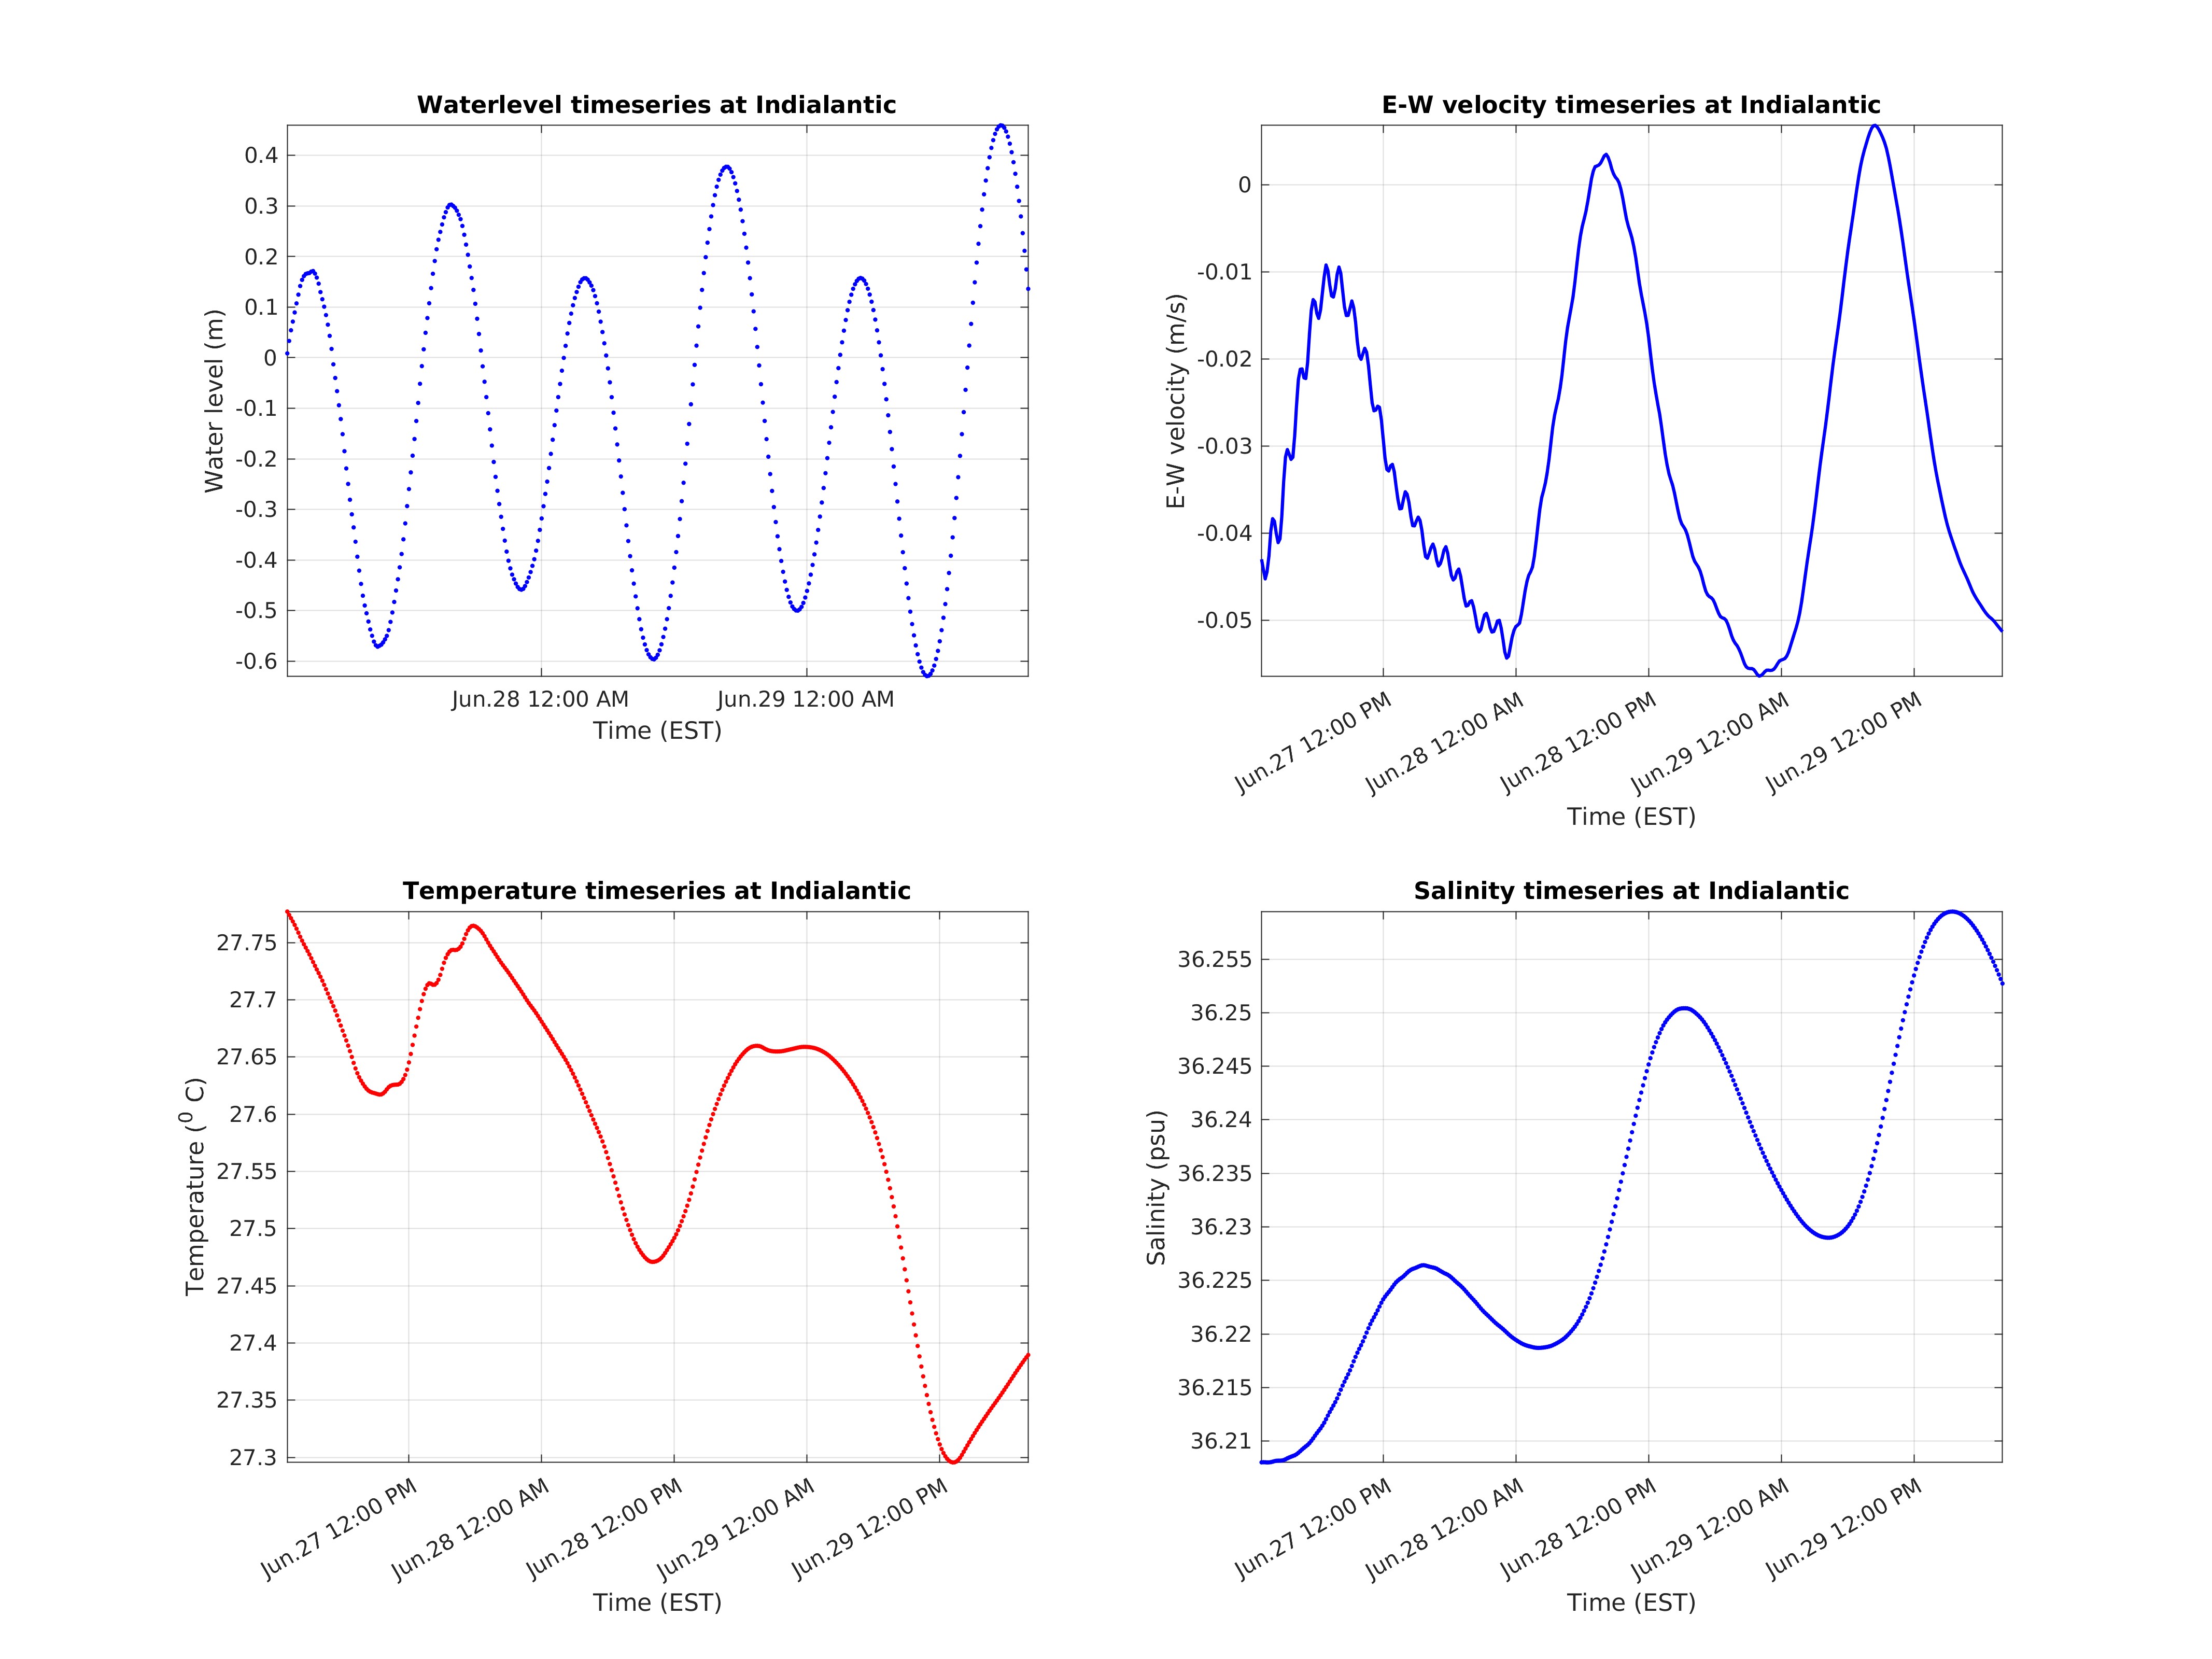 Waterlevel timeseries at Indialantic
0.4
0.3
0.2
0.1
0
-0.1
-0.2
-0.3
-0.4
-0.5
-0.6
Water level (m)
Jun.28 12:00 AM
Jun.29 12:00 AM
Time (EST)
E-W velocity timeseries at Indialantic
0
-0.01
-0.02
-0.03
-0.04
-0.05
E-W velocity (m/s)
Jun.27 12:00 PM
Jun.28 12:00 AM
Jun.28 12:00 PM
Jun.29 12:00 AM
Jun.29 12:00 PM
Time (EST)
Temperature timeseries at Indialantic
27.75
27.7
27.65
27.6
27.55
27.5
27.45
27.4
27.35
27.3
Temperature (⁰ C)
Jun.27 12:00 PM
Jun.28 12:00 AM
Jun.28 12:00 PM
Jun.29 12:00 AM
Jun.29 12:00 PM
Time (EST)
Salinity timeseries at Indialantic
36.255
36.25
36.245
36.24
36.235
36.23
36.225
36.22
36.215
36.21
Salinity (psu)
Jun.27 12:00 PM
Jun.28 12:00 AM
Jun.28 12:00 PM
Jun.29 12:00 AM
Jun.29 12:00 PM
Time (EST)